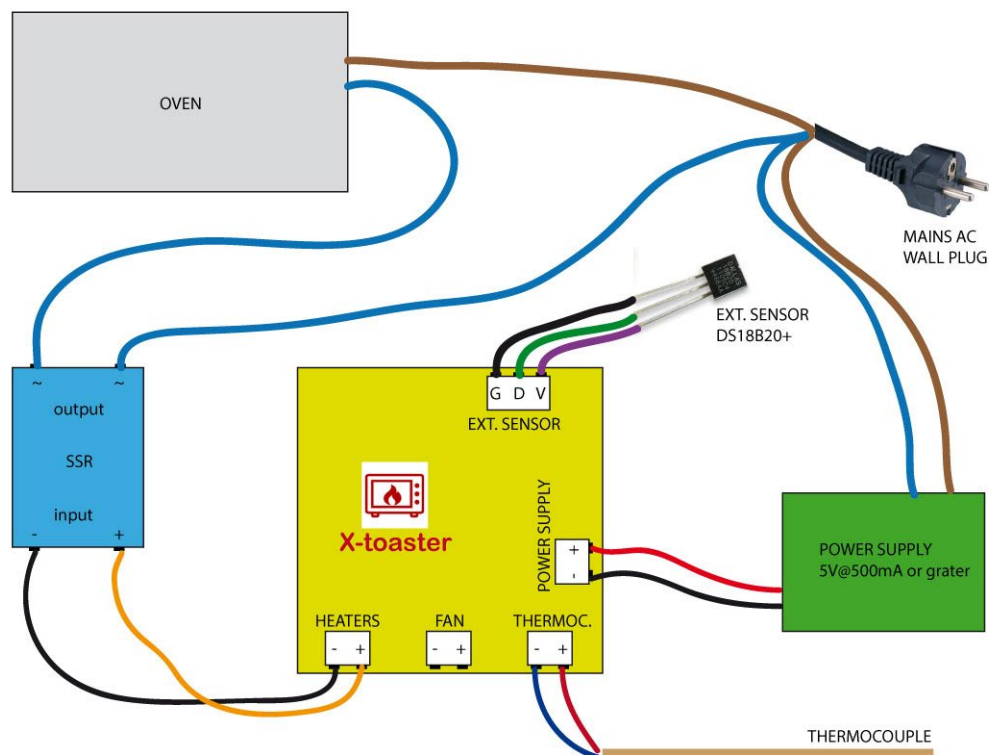 OVEN
MAINS AC
WALL PLUG
EXT. SENSOR
DS18B20+
~ ~
output
SSR
input
- +
G D V
EXT. SENSOR
X-toaster
POWER SUPPLY
+
-
POWER SUPPLY
5V@500mA or grater
HEATERS
- +
FAN
- +
THERMOC.
- +
THERMOCOUPLE